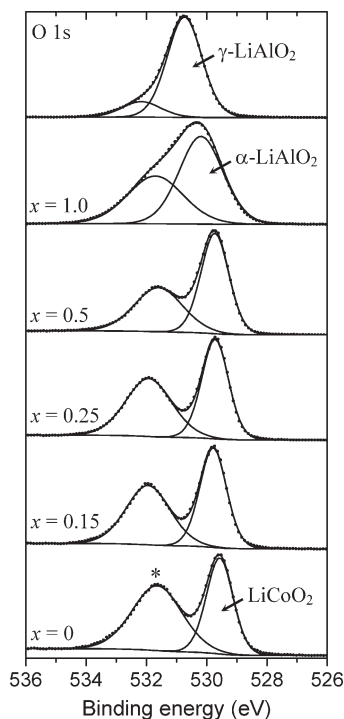 O 1s
γ-LiAlO₂
α-LiAlO₂
x = 1.0
x = 0.5
x = 0.25
x = 0.15
*
LiCoO₂
x = 0
536 534 532 530 528 526
Binding energy (eV)